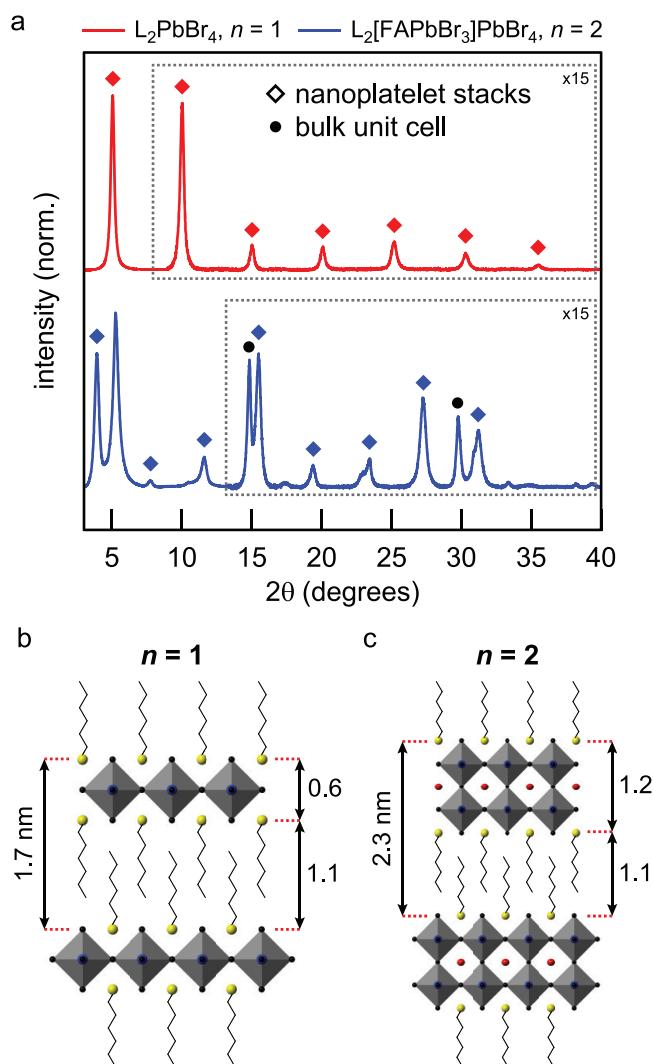 a
L₂PbBr₄, n = 1 L₂[FAPbBr₃]PbBr₄, n = 2
x15
nanoplatelet stacks
bulk unit cell
x15
intensity (norm.)
5 10 15 20 25 30 35 40
2θ (degrees)
b c
n = 1 n = 2
1.7 nm
0.6
1.1
2.3 nm
1.2
1.1